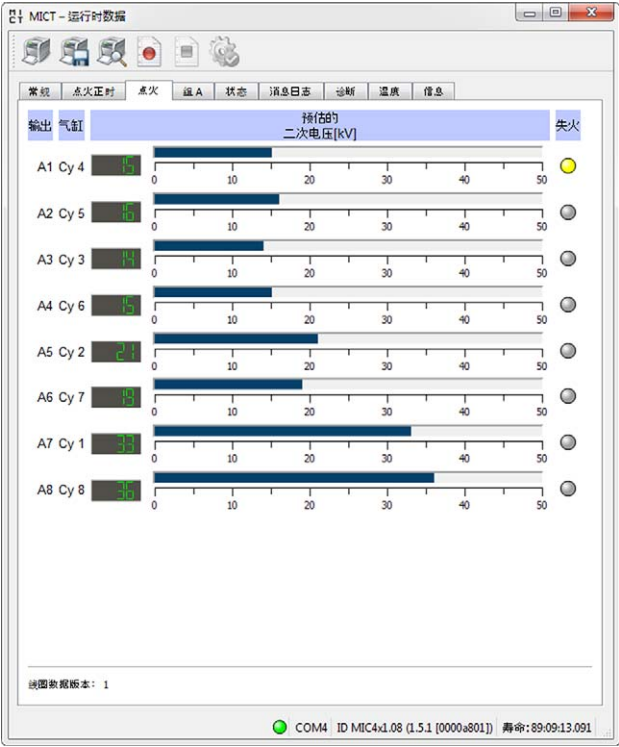 MICT – 运行时数据
常规 点火正时 点火 组 A 状态 消息日志 诊断 温度 信息
输出 气缸 预估的 失火
二次电压[kV]
A1 Cy 4 15
0 10 20 30 40 50
A2 Cy 5 16
0 10 20 30 40 50
A3 Cy 3 14
0 10 20 30 40 50
A4 Cy 6 15
0 10 20 30 40 50
A5 Cy 2 21
0 10 20 30 40 50
A6 Cy 7 19
0 10 20 30 40 50
A7 Cy 1 33
0 10 20 30 40 50
A8 Cy 8 36
0 10 20 30 40 50
线圈数据版本: 1
COM4 ID MIC4x1.08 (1.5.1 [0000a801]) 寿命:89:09:13.091